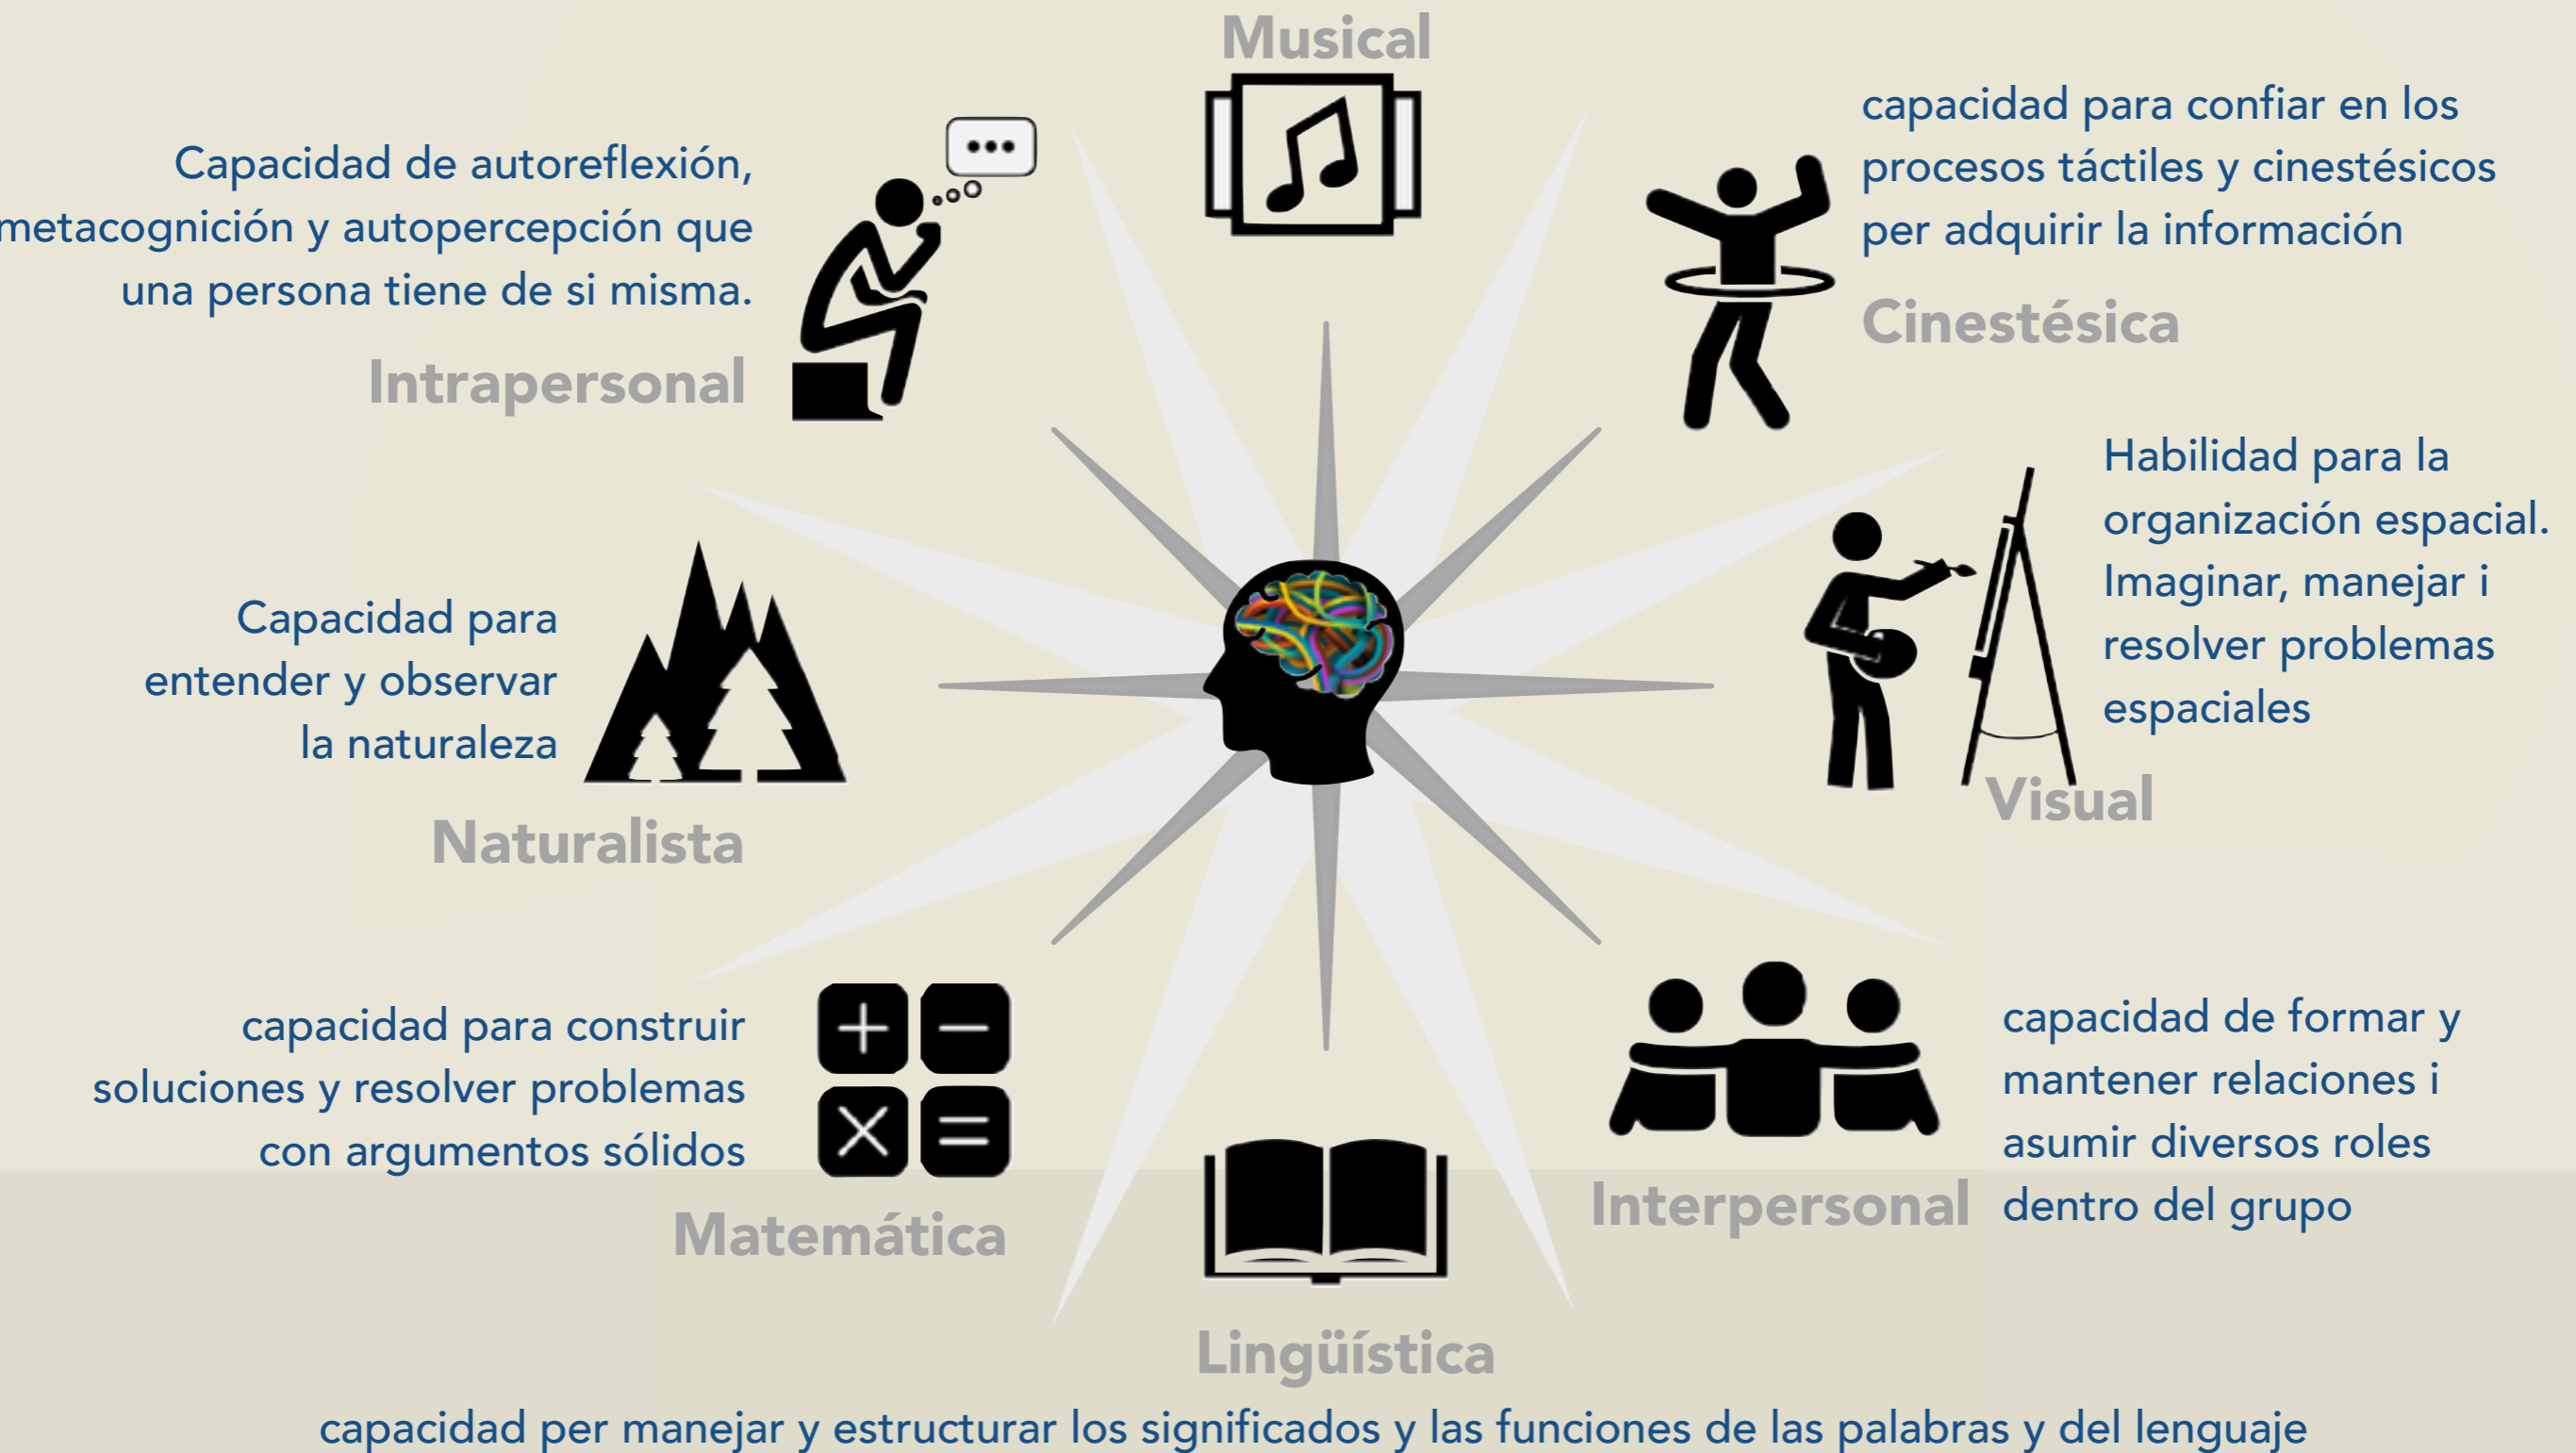 Musical
Capacidad de autoreflexión,
metacognición y autopercepción que
una persona tiene de si misma.
Intrapersonal
capacidad para confiar en los
procesos táctiles y cinestésicos
per adquirir la información
Cinestésica
Habilidad para la
organización espacial.
Imaginar, manejar i
resolver problemas
espaciales
Visual
Capacidad para
entender y observar
la naturaleza
Naturalista
capacidad para construir
soluciones y resolver problemas
con argumentos sólidos
Matemática
capacidad de formar y
mantener relaciones i
asumir diversos roles
dentro del grupo
Interpersonal
Lingüística
capacidad per manejar y estructurar los significados y las funciones de las palabras y del lenguaje